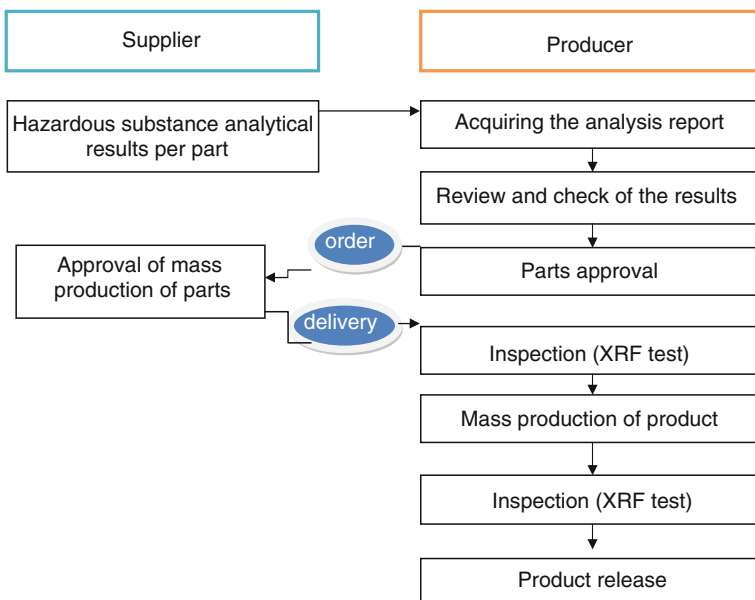 Supplier
Producer
Hazardous substance analytical
results per part
Acquiring the analysis report
Review and check of the results
order
Approval of mass
production of parts
Parts approval
delivery
Inspection (XRF test)
Mass production of product
Inspection (XRF test)
Product release